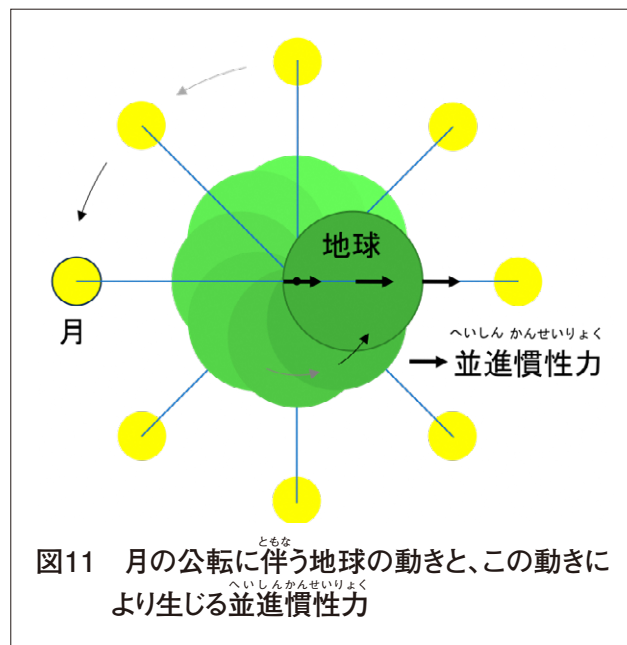 地球
月
へいしん かんせいりょく
並進慣性力
ともな
図11 月の公転に伴う地球の動きと、この動きに
へいしんかんせいりょく
より生じる並進慣性力